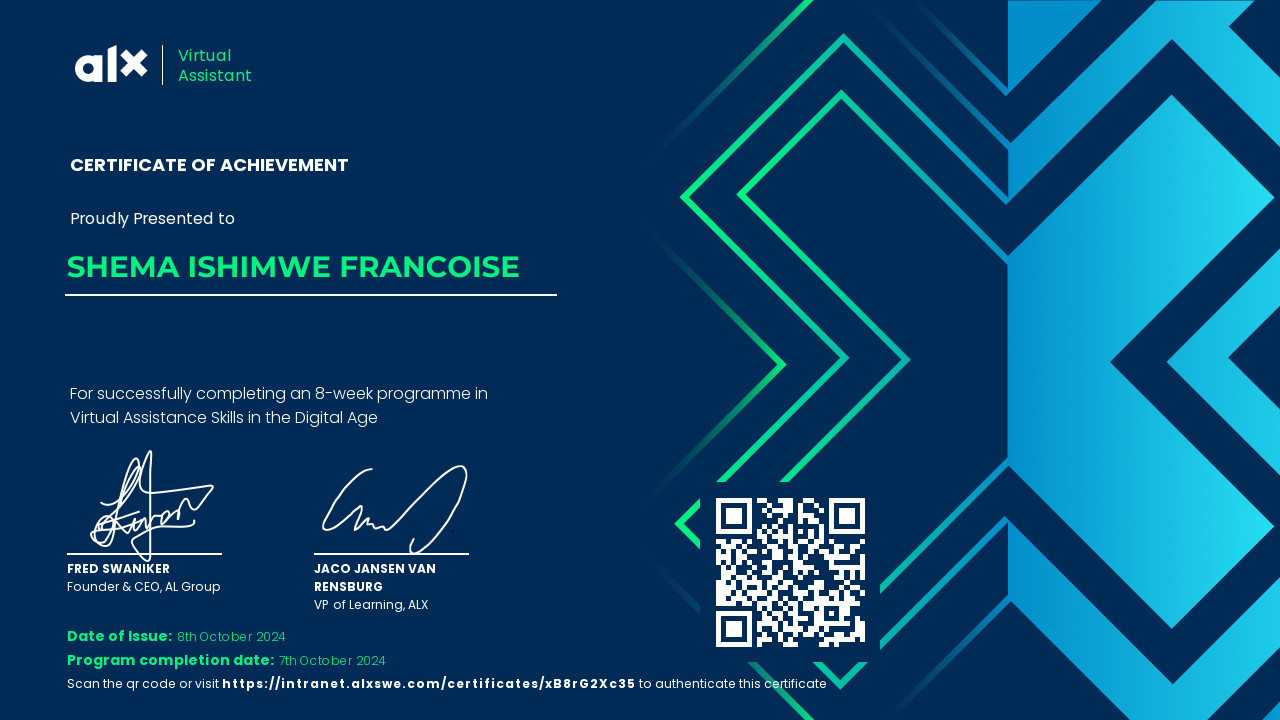 alx
Virtual
Assistant
CERTIFICATE OF ACHIEVEMENT
Proudly Presented to
SHEMA ISHIMWE FRANCOISE
For successfully completing an 8-week programme in
Virtual Assistance Skills in the Digital Age
FRED SWANIKER
Founder & CEO, AL Group
JACO JANSEN VAN
RENSBURG
VP of Learning, ALX
Date of Issue: 8th October 2024
Program completion date: 7th October 2024
Scan the qr code or visit https://intranet.alxswe.com/certificates/xB8rG2Xc35 to authenticate this certificate